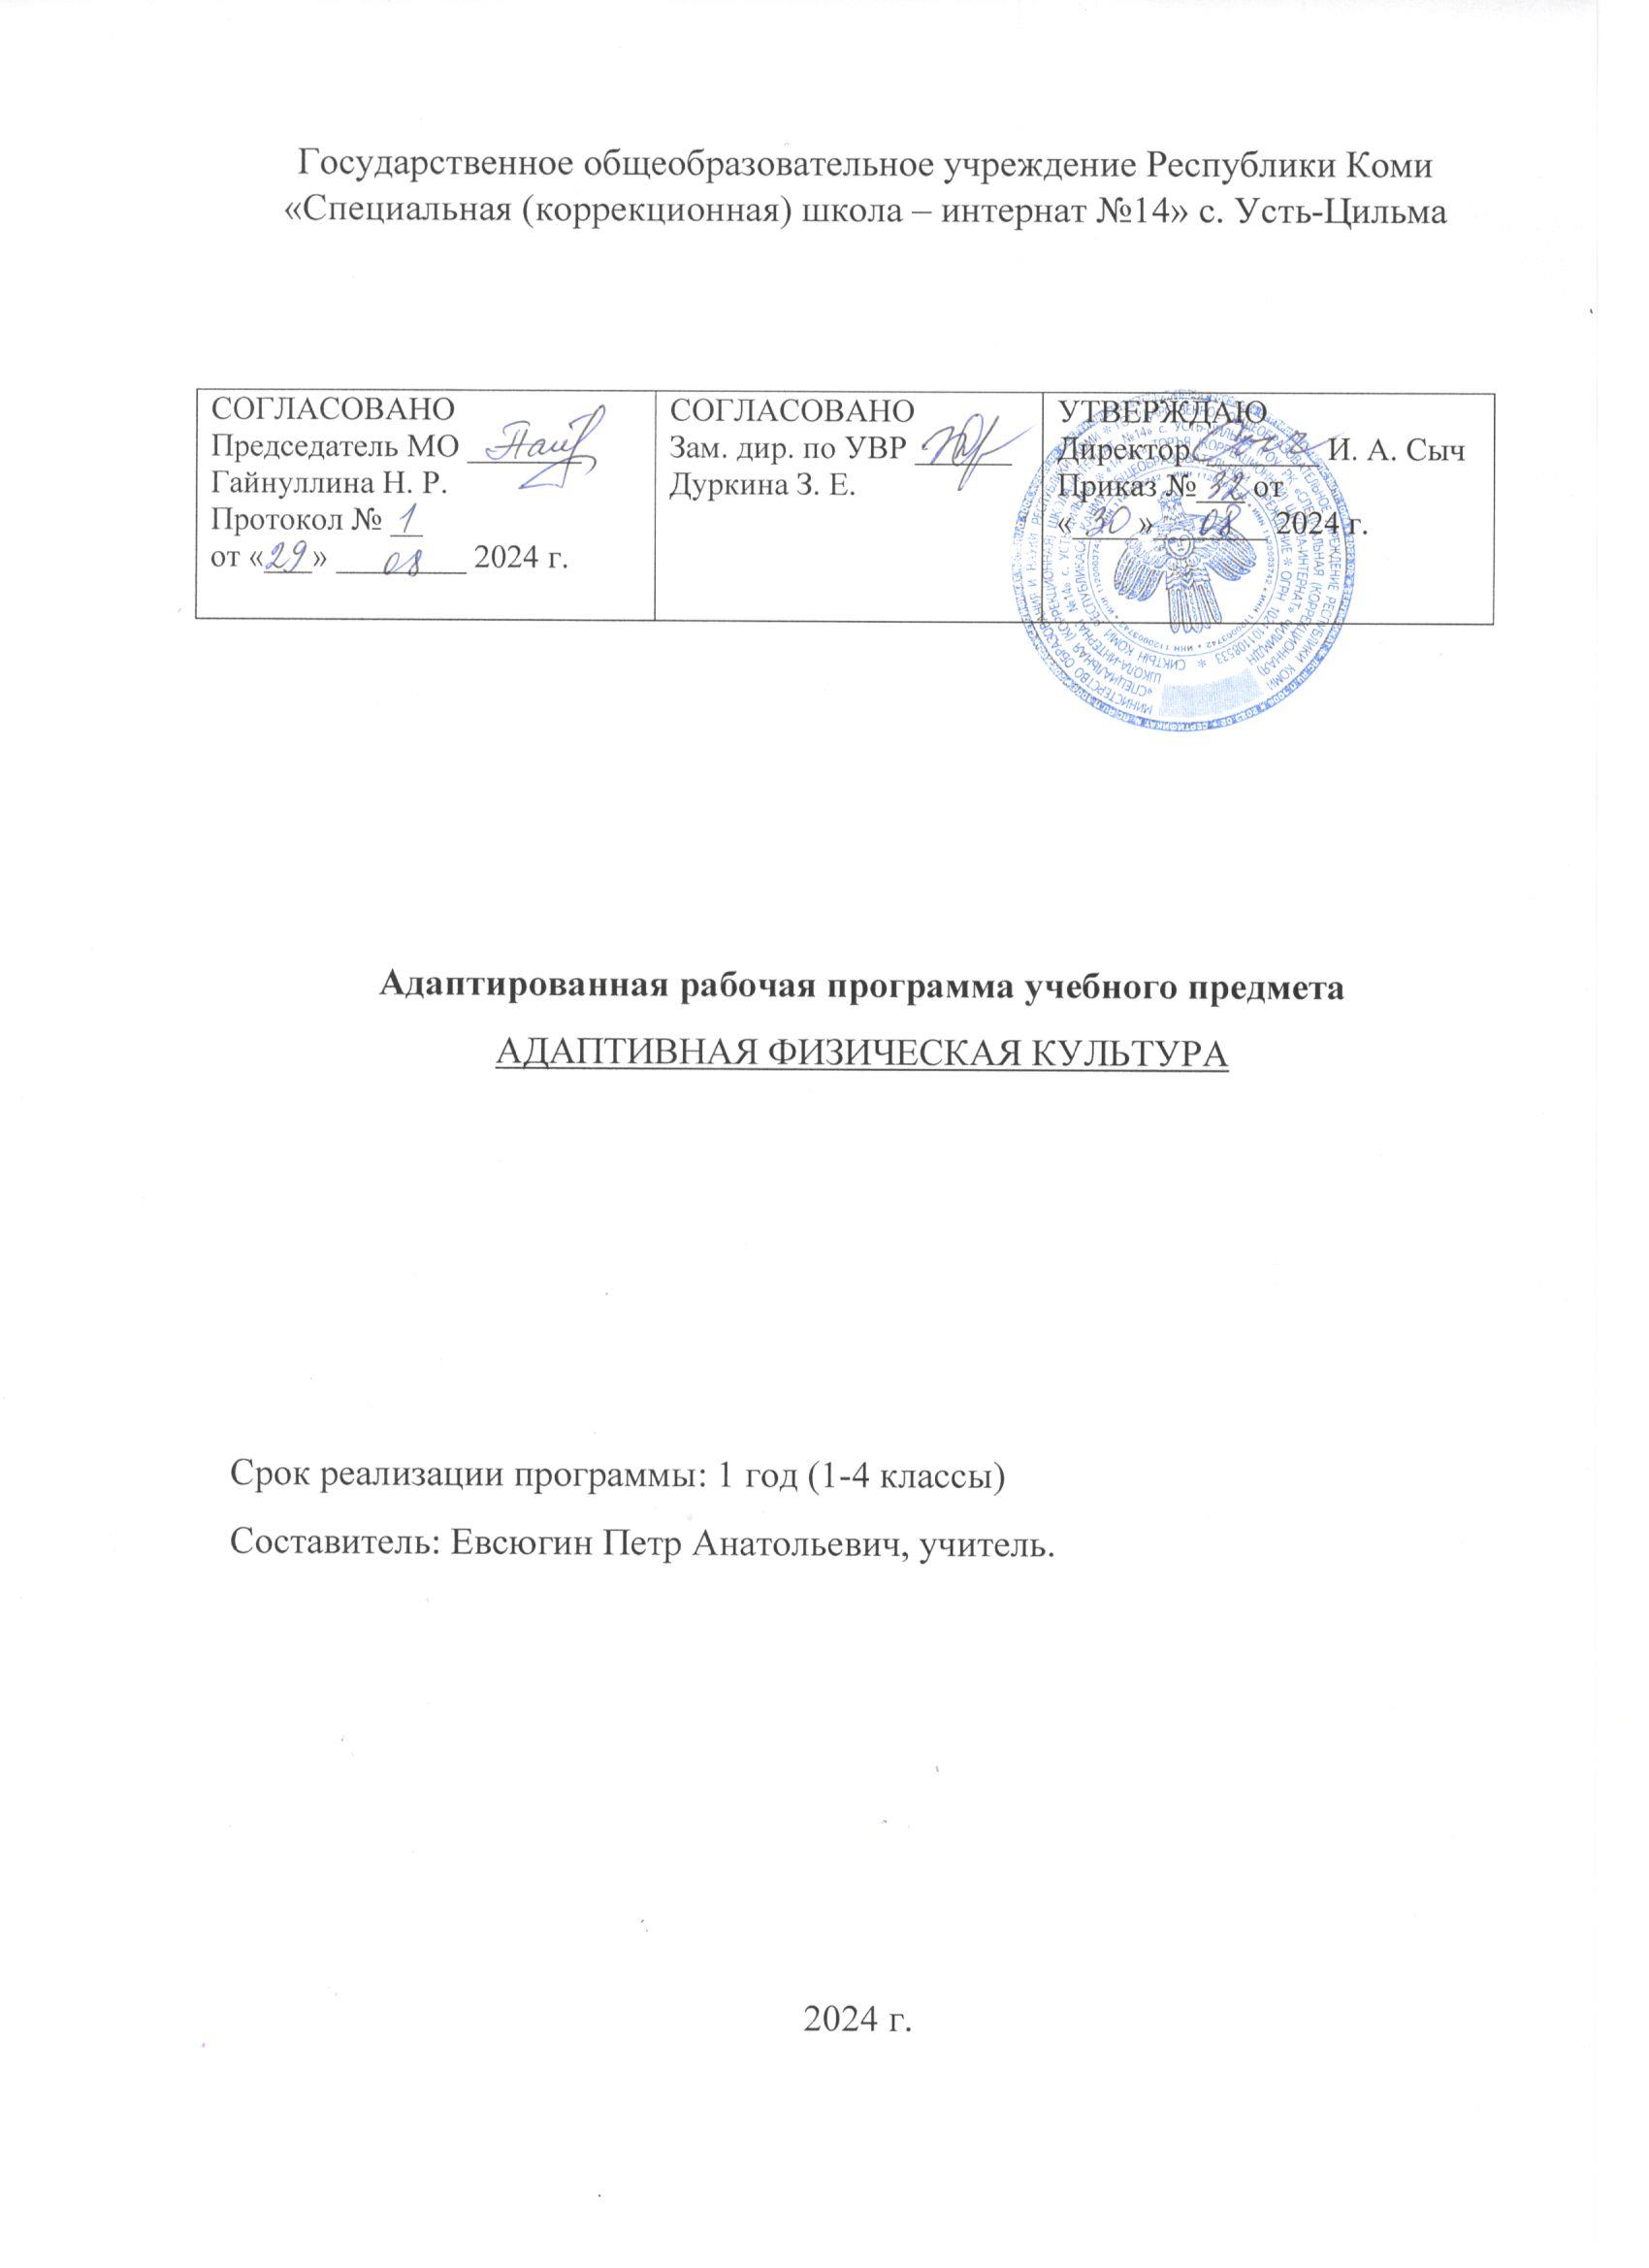 Государственное общеобразовательное учреждение Республики Коми
«Специальная (коррекционная) школа – интернат №14» с. Усть-Цильма
СОГЛАСОВАНО
Председатель МО ________
Гайнуллина Н. Р.
Протокол № 1
от «29» 08 2024 г.
СОГЛАСОВАНО
Зам. дир. по УВР ______
Дуркина З. Е.
УТВЕРЖДАЮ
Директор ________ И. А. Сыч
Приказ № 32 от
«30» 08 2024 г.
Адаптированная рабочая программа учебного предмета
АДАПТИВНАЯ ФИЗИЧЕСКАЯ КУЛЬТУРА
Срок реализации программы: 1 год (1-4 классы)
Составитель: Евсюгин Петр Анатольевич, учитель.
2024 г.